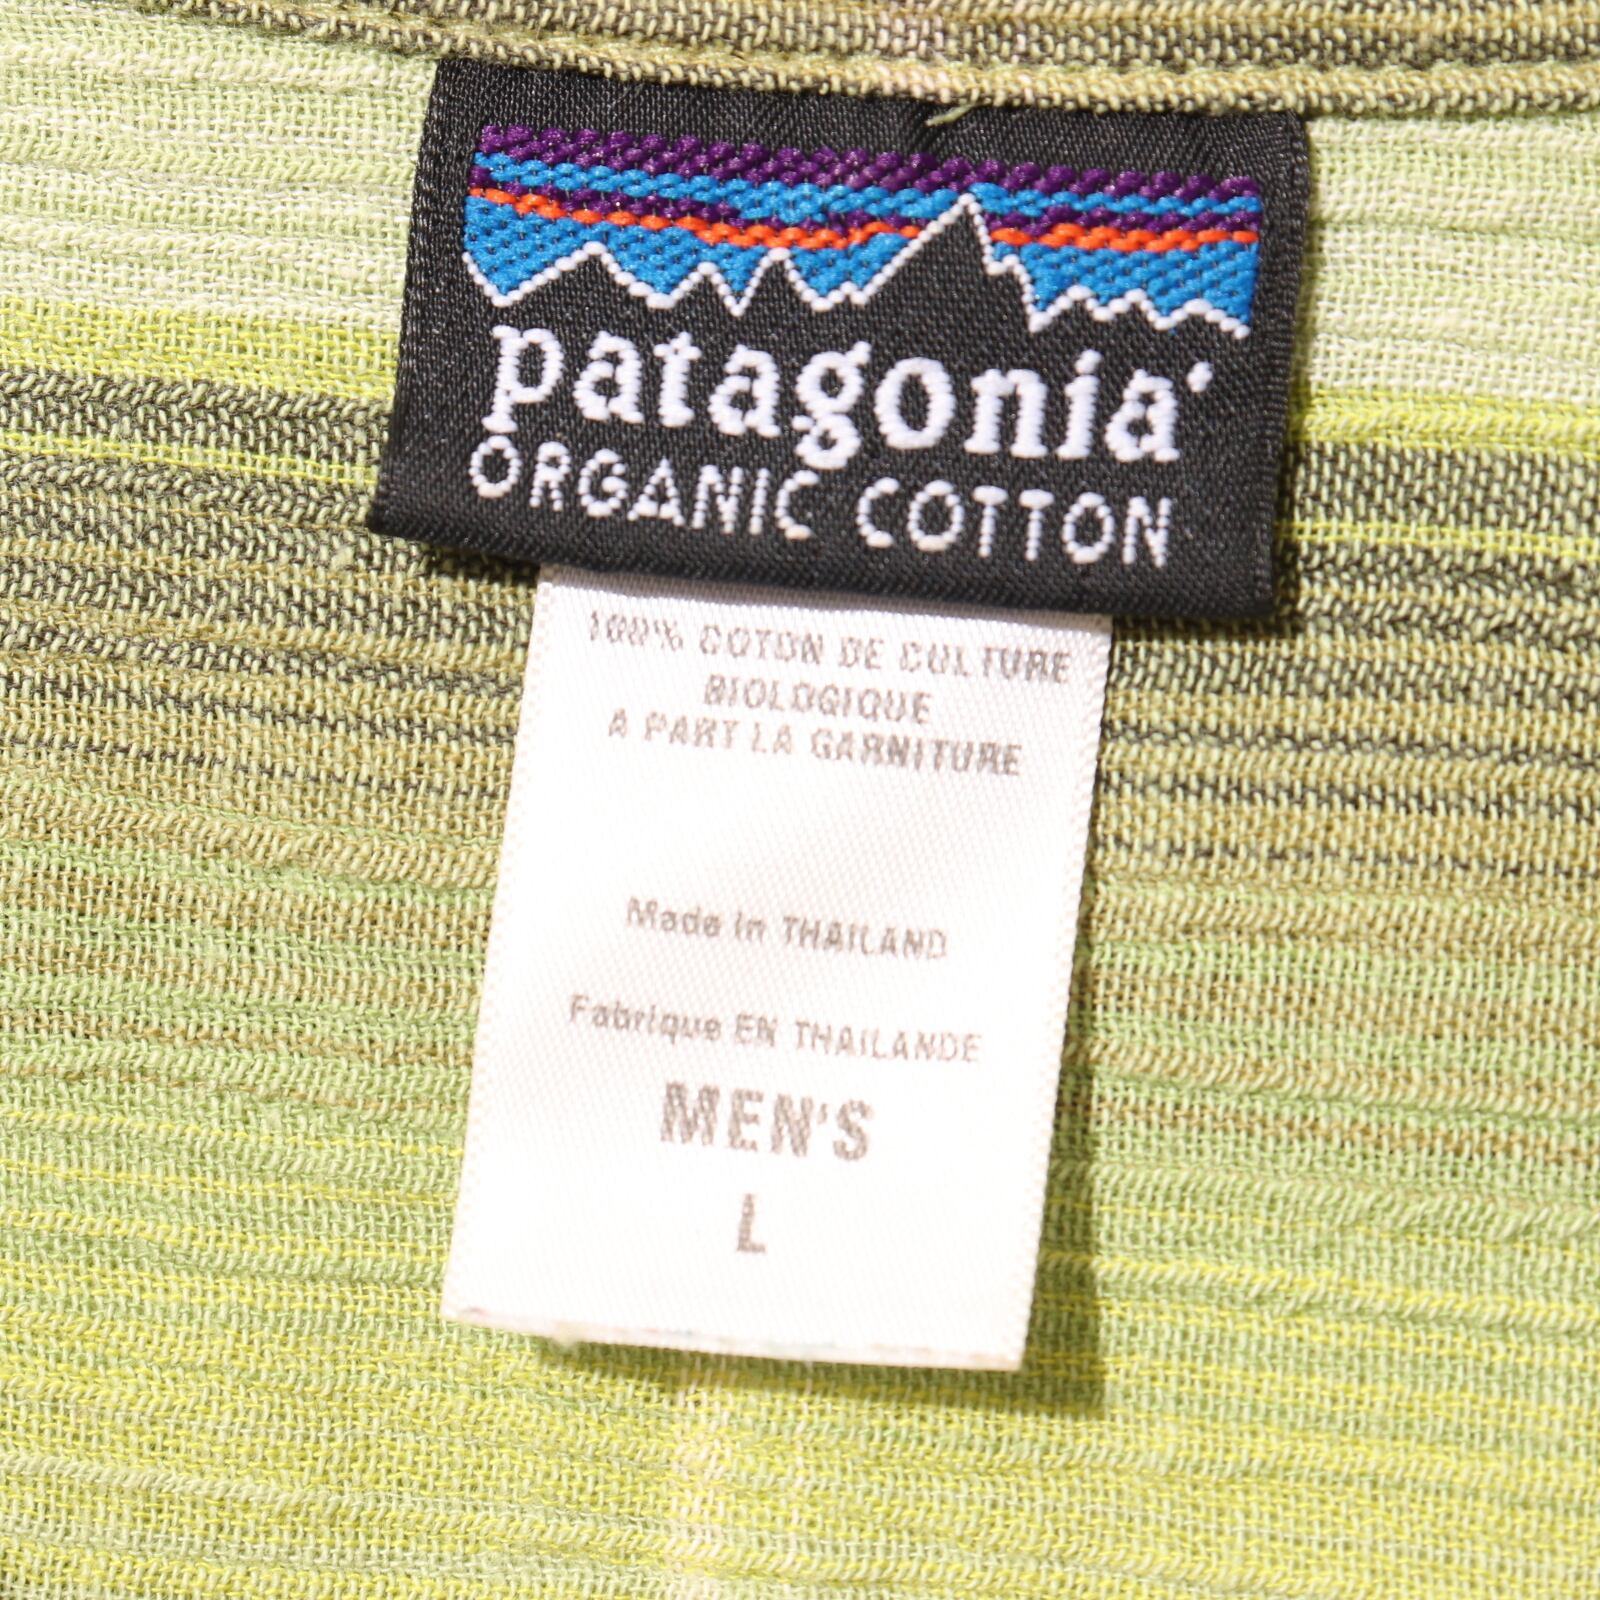 patagonia
ORGANIC COTTON
100% COTON DE CULTURE
BIOLOGIQUE
A PART LA GARNITURE
Made in THAILAND
Fabrique EN THAILANDE
MEN'S
L